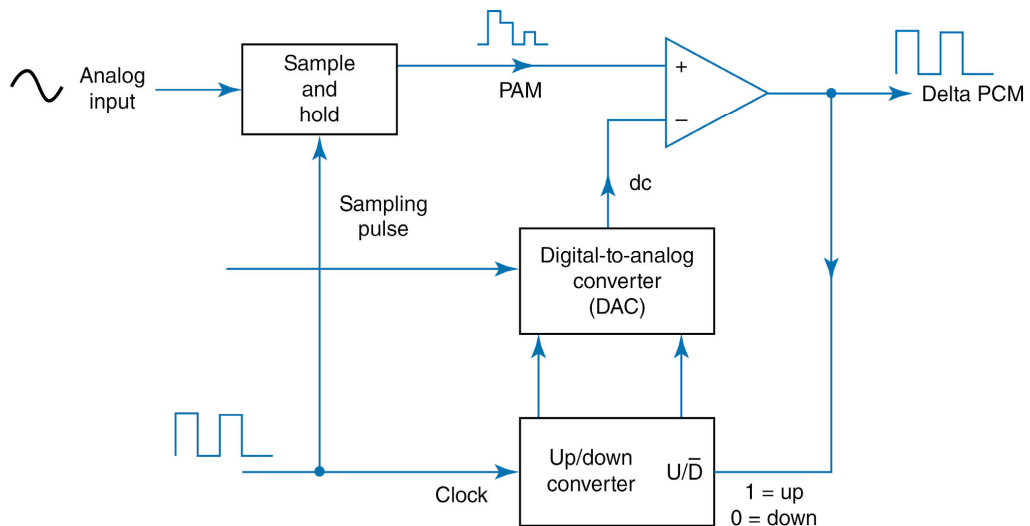 Analog
input
Sample
and
hold
PAM
+
−
Delta PCM
dc
Sampling
pulse
Digital-to-analog
converter
(DAC)
Up/down
converter
U/D̅
Clock
1 = up
0 = down